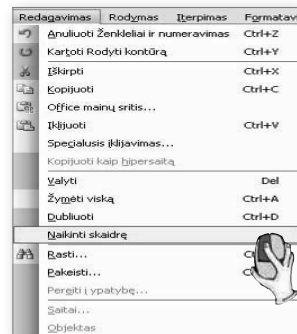 Redagavimas Rodymas Įterpimas Formatav
Anuliuoti Ženkleliai ir numeravimas Ctrl+Z
Kartoti Rodyti kontūrą Ctrl+Y
Iškirpti Ctrl+X
Kopijuoti Ctrl+C
Office mainų sritis...
Įklijuoti Ctrl+V
Specialusis įklijavimas...
Kopijuoti kaip hipersaitą
Valyti Del
Žymėti viską Ctrl+A
Dubliuoti Ctrl+D
Naikinti skaidrę
Rasti...
Pakeisti...
Pereiti į ypatybę...
Saitai...
Objektas